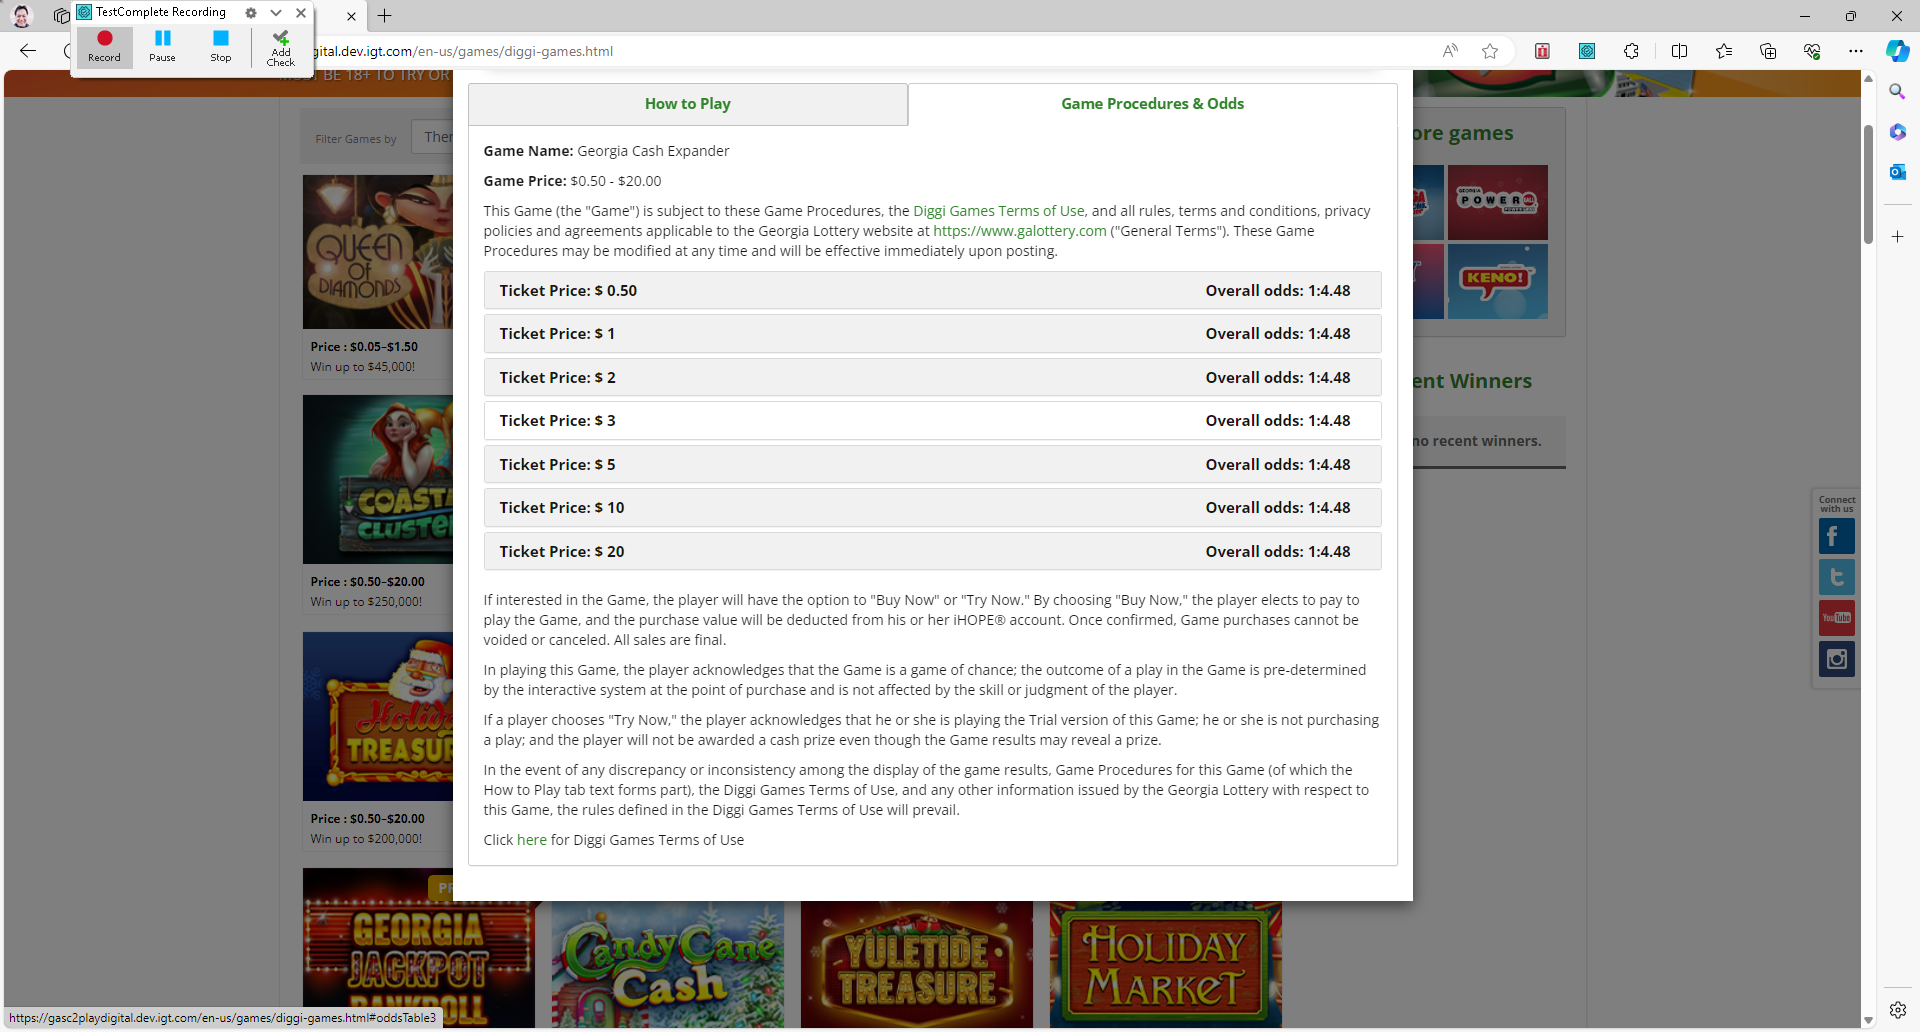 TestComplete Recording
Record
Pause
Stop
Add
Check
gital.dev.igt.com/en-us/games/diggi-games.html
BE 18+ TO TRY OR
Filter Games by
How to Play
Game Procedures & Odds
Game Name: Georgia Cash Expander
Game Price: $0.50 - $20.00
This Game (the "Game") is subject to these Game Procedures, the Diggi Games Terms of Use, and all rules, terms and conditions, privacy
policies and agreements applicable to the Georgia Lottery website at https://www.galottery.com ("General Terms"). These Game
Procedures may be modified at any time and will be effective immediately upon posting.
Ticket Price: $ 0.50 Overall odds: 1:4.48
Ticket Price: $ 1 Overall odds: 1:4.48
Ticket Price: $ 2 Overall odds: 1:4.48
Ticket Price: $ 3 Overall odds: 1:4.48
Ticket Price: $ 5 Overall odds: 1:4.48
Ticket Price: $ 10 Overall odds: 1:4.48
Ticket Price: $ 20 Overall odds: 1:4.48
If interested in the Game, the player will have the option to "Buy Now" or "Try Now." By choosing "Buy Now," the player elects to pay to
play the Game, and the purchase value will be deducted from his or her iHOPE® account. Once confirmed, Game purchases cannot be
voided or canceled. All sales are final.
In playing this Game, the player acknowledges that the Game is a game of chance; the outcome of a play in the Game is pre-determined
by the interactive system at the point of purchase and is not affected by the skill or judgment of the player.
If a player chooses "Try Now," the player acknowledges that he or she is playing the Trial version of this Game; he or she is not purchasing
a play; and the player will not be awarded a cash prize even though the Game results may reveal a prize.
In the event of any discrepancy or inconsistency among the display of the game results, Game Procedures for this Game (of which the
How to Play tab text forms part), the Diggi Games Terms of Use, and any other information issued by the Georgia Lottery with respect to
this Game, the rules defined in the Diggi Games Terms of Use will prevail.
Click here for Diggi Games Terms of Use
QUEEN
OF
DIAMONDS
Price : $0.05–$1.50
Win up to $45,000!
COASTA
CLUSTER
Price : $0.50–$20.00
Win up to $250,000!
Holiday
TREASUR
Price : $0.50–$20.00
Win up to $200,000!
GEORGIA
JACKPOT
BANKROLL
Candy Cane
Cash
YULETIDE
TREASURE
HOLIDAY
MARKET
ore games
GEORGIA
POWERBALL
KENO!
ent Winners
no recent winners.
Connect
with us
YouTube
https://gasc2playdigital.dev.igt.com/en-us/games/diggi-games.html#oddsTable3